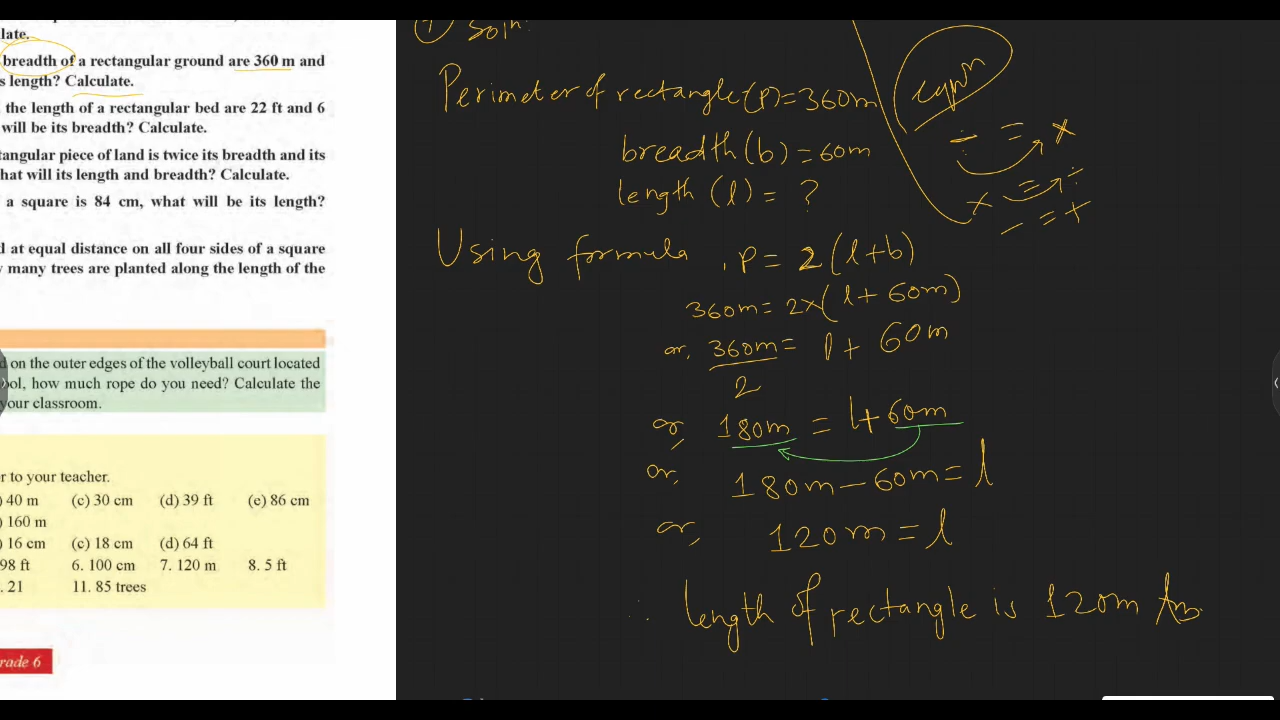 late.
breadth of a rectangular ground are 360 m and
s length? Calculate.
the length of a rectangular bed are 22 ft and 6
will be its breadth? Calculate.
tangular piece of land is twice its breadth and its
hat will its length and breadth? Calculate.
a square is 84 cm, what will be its length?
d at equal distance on all four sides of a square
many trees are planted along the length of the
on the outer edges of the volleyball court located
ol, how much rope do you need? Calculate the
your classroom.
r to your teacher.
) 40 m (c) 30 cm (d) 39 ft (e) 86 cm
) 160 m
) 16 cm (c) 18 cm (d) 64 ft
98 ft 6. 100 cm 7. 120 m 8. 5 ft
. 21 11. 85 trees
rade 6
7 Soln:
Perimeter of rectangle (P) = 360m
breadth (b) = 60m
length (l) = ?
Using formula, P = 2(l+b)
360m = 2×(l + 60m)
or, 360m = l + 60m
2
or, 180m = l + 60m
or, 180m − 60m = l
or, 120m = l
∴ length of rectangle is 120m Ans
÷ = ×
× = ÷
− = +